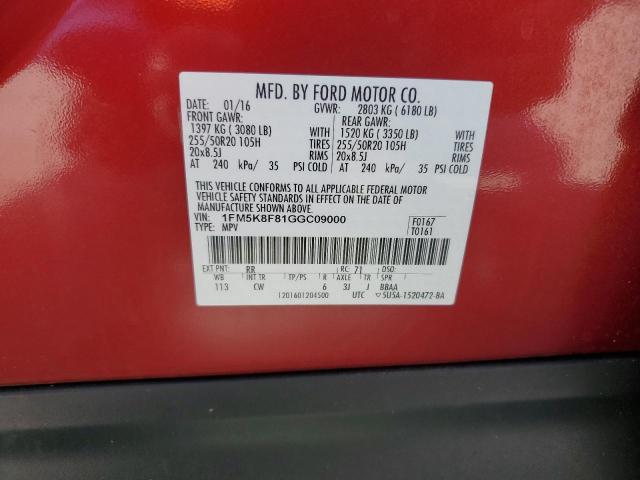 MFD. BY FORD MOTOR CO.
DATE: 01/16 GVWR: 2803 KG ( 6180 LB)
FRONT GAWR: REAR GAWR:
1397 KG ( 3080 LB) WITH 1520 KG ( 3350 LB) WITH
255/50R20 105H TIRES 255/50R20 105H TIRES
20x8.5J RIMS 20x8.5J RIMS
AT 240 kPa/ 35 PSI COLD AT 240 kPa/ 35 PSI COLD
THIS VEHICLE CONFORMS TO ALL APPLICABLE FEDERAL MOTOR
VEHICLE SAFETY STANDARDS IN EFFECT ON THE DATE OF
MANUFACTURE SHOWN ABOVE.
VIN: 1FM5K8F81GGC09000 F0167
TYPE: MPV T0161
EXT PNT: RR RC: 71 DSO:
WB INT TR TP/PS R AXLE TR SPR
113 CW 6 3J J BBAA
I201601204500 UTC ▽5U5A-1520472-BA